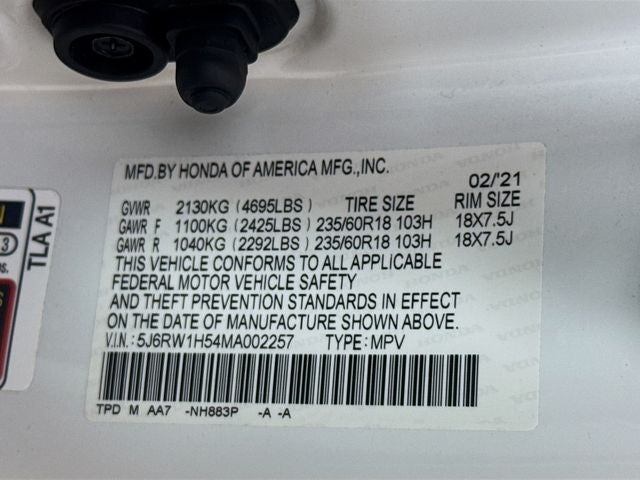 MFD.BY HONDA OF AMERICA MFG.,INC.
02/'21
GVWR 2130KG (4695LBS) TIRE SIZE RIM SIZE
GAWR F 1100KG (2425LBS) 235/60R18 103H 18X7.5J
GAWR R 1040KG (2292LBS) 235/60R18 103H 18X7.5J
THIS VEHICLE CONFORMS TO ALL APPLICABLE
FEDERAL MOTOR VEHICLE SAFETY
AND THEFT PREVENTION STANDARDS IN EFFECT
ON THE DATE OF MANUFACTURE SHOWN ABOVE.
V.I.N.: 5J6RW1H54MA002257 TYPE: MPV
TPD M AA7 -NH883P -A -A
TLA A1
3